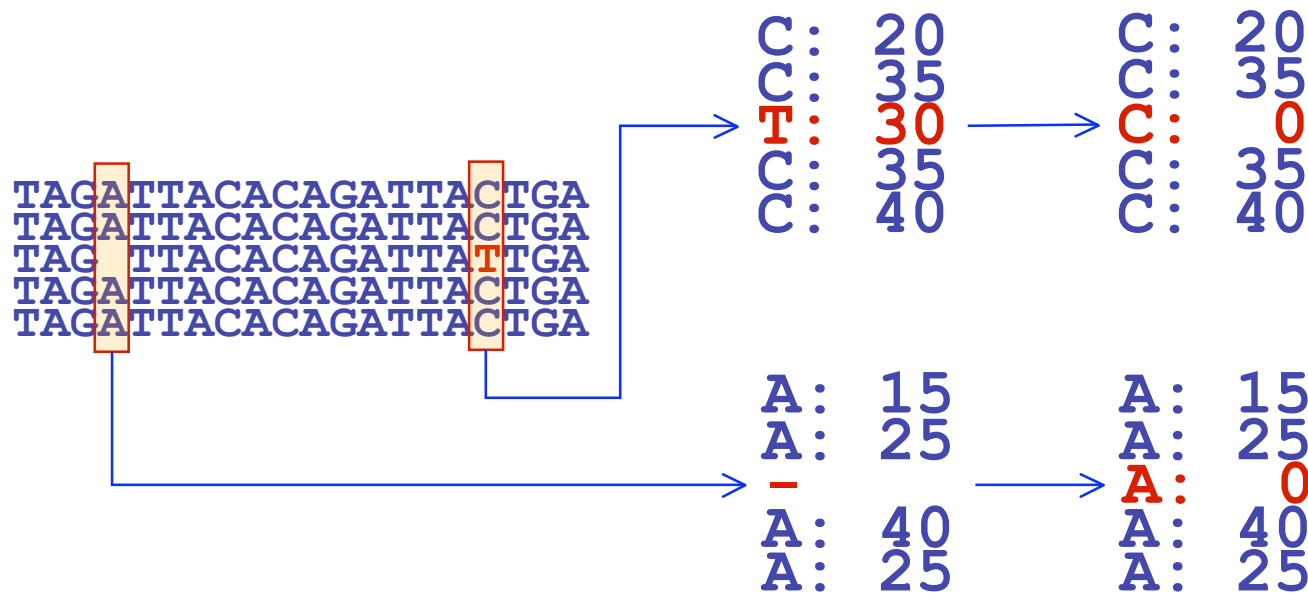 TAGATTACACAGATTACTGA
TAGATTACACAGATTACTGA
TAG TTACACAGATTATTGA
TAGATTACACAGATTACTGA
TAGATTACACAGATTACTGA
C: 20
C: 35
T: 30
C: 35
C: 40
C: 20
C: 35
C: 0
C: 35
C: 40
A: 15
A: 25
-
A: 40
A: 25
A: 15
A: 25
A: 0
A: 40
A: 25